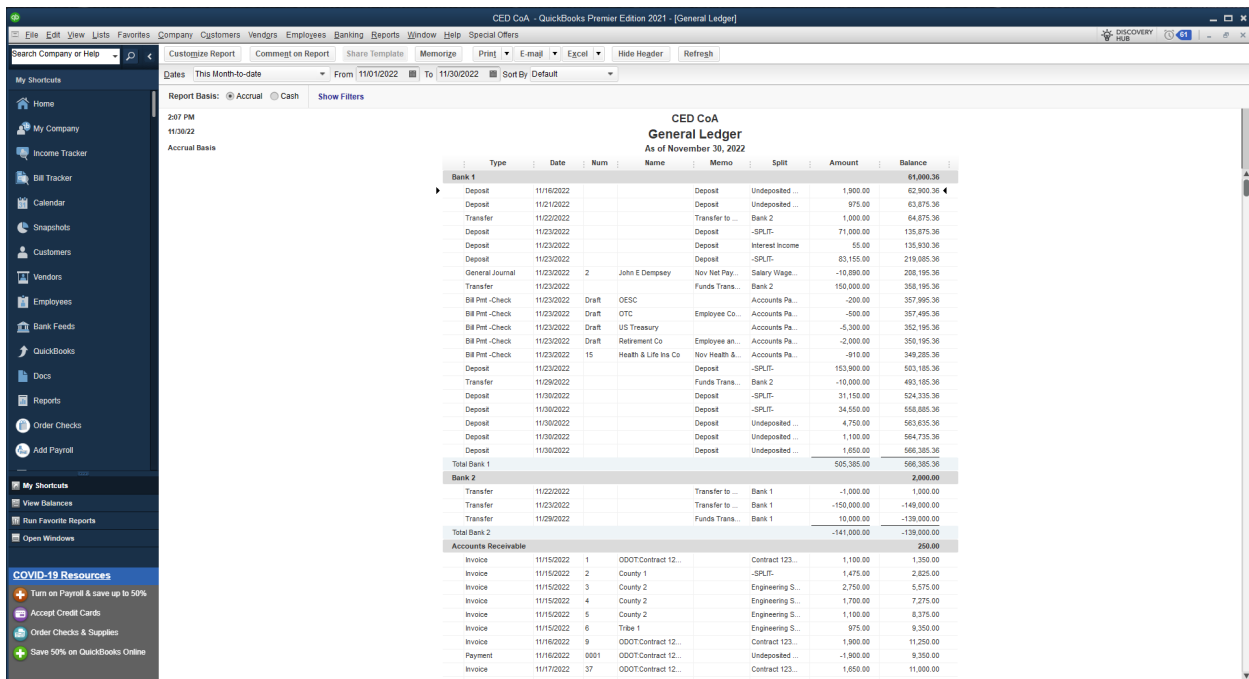 CED CoA - QuickBooks Premier Edition 2021 - [General Ledger]
File Edit View Lists Favorites Company Customers Vendors Employees Banking Reports Window Help Special Offers DISCOVERY HUB 61
Search Company or Help Customize Report Comment on Report Share Template Memorize Print E-mail Excel Hide Header Refresh
Dates This Month-to-date From 11/01/2022 To 11/30/2022 Sort By Default
Report Basis: Accrual Cash Show Filters
My Shortcuts
Home
My Company
Income Tracker
Bill Tracker
Calendar
Snapshots
Customers
Vendors
Employees
Bank Feeds
QuickBooks
Docs
Reports
Order Checks
Add Payroll
My Shortcuts
View Balances
Run Favorite Reports
Open Windows
COVID-19 Resources
Turn on Payroll & save up to 50%
Accept Credit Cards
Order Checks & Supplies
Save 50% on QuickBooks Online
2:07 PM
11/30/22
Accrual Basis
CED CoA
General Ledger
As of November 30, 2022
Type Date Num Name Memo Split Amount Balance
Bank 1 61,000.36
Deposit 11/16/2022 Deposit Undeposited ... 1,900.00 62,900.36
Deposit 11/21/2022 Deposit Undeposited ... 975.00 63,875.36
Transfer 11/22/2022 Transfer to ... Bank 2 1,000.00 64,875.36
Deposit 11/23/2022 Deposit -SPLIT- 71,000.00 135,875.36
Deposit 11/23/2022 Deposit Interest Income 55.00 135,930.36
Deposit 11/23/2022 Deposit -SPLIT- 83,155.00 219,085.36
General Journal 11/23/2022 2 John E Dempsey Nov Net Pay... Salary Wage... -10,890.00 208,195.36
Transfer 11/23/2022 Funds Trans... Bank 2 150,000.00 358,195.36
Bill Pmt -Check 11/23/2022 Draft OESC Accounts Pa... -200.00 357,995.36
Bill Pmt -Check 11/23/2022 Draft OTC Employee Co... Accounts Pa... -500.00 357,495.36
Bill Pmt -Check 11/23/2022 Draft US Treasury Accounts Pa... -5,300.00 352,195.36
Bill Pmt -Check 11/23/2022 Draft Retirement Co Employee an... Accounts Pa... -2,000.00 350,195.36
Bill Pmt -Check 11/23/2022 15 Health & Life Ins Co Nov Health &... Accounts Pa... -910.00 349,285.36
Deposit 11/23/2022 Deposit -SPLIT- 153,900.00 503,185.36
Transfer 11/29/2022 Funds Trans... Bank 2 -10,000.00 493,185.36
Deposit 11/30/2022 Deposit -SPLIT- 31,150.00 524,335.36
Deposit 11/30/2022 Deposit -SPLIT- 34,550.00 558,885.36
Deposit 11/30/2022 Deposit Undeposited ... 4,750.00 563,635.36
Deposit 11/30/2022 Deposit Undeposited ... 1,100.00 564,735.36
Deposit 11/30/2022 Deposit Undeposited ... 1,650.00 566,385.36
Total Bank 1 505,385.00 566,385.36
Bank 2 2,000.00
Transfer 11/22/2022 Transfer to ... Bank 1 -1,000.00 1,000.00
Transfer 11/23/2022 Transfer to ... Bank 1 -150,000.00 -149,000.00
Transfer 11/29/2022 Funds Trans... Bank 1 10,000.00 -139,000.00
Total Bank 2 -141,000.00 -139,000.00
Accounts Receivable 250.00
Invoice 11/15/2022 1 ODOT:Contract 12... Contract 123... 1,100.00 1,350.00
Invoice 11/15/2022 2 County 1 -SPLIT- 1,475.00 2,825.00
Invoice 11/15/2022 3 County 2 Engineering S... 2,750.00 5,575.00
Invoice 11/15/2022 4 County 2 Engineering S... 1,700.00 7,275.00
Invoice 11/15/2022 5 County 2 Engineering S... 1,100.00 8,375.00
Invoice 11/15/2022 6 Tribe 1 Engineering S... 975.00 9,350.00
Invoice 11/16/2022 9 ODOT:Contract 12... Contract 123... 1,900.00 11,250.00
Payment 11/16/2022 0001 ODOT:Contract 12... Undeposited ... -1,900.00 9,350.00
Invoice 11/17/2022 37 ODOT:Contract 12... Contract 123... 1,650.00 11,000.00